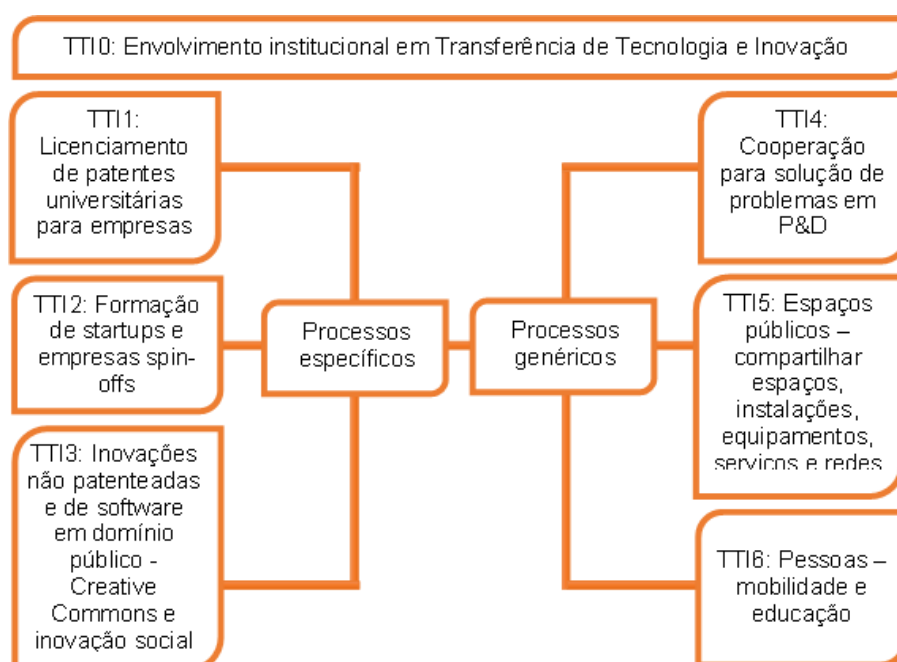 TTI0: Envolvimento institucional em Transferência de Tecnologia e Inovação
TTI1:
Licenciamento
de patentes
universitárias
para empresas
TTI2: Formação
de startups e
empresas spin-
offs
TTI3: Inovações
não patenteadas
e de software
em domínio
público -
Creative
Commons e
inovação social
Processos
específicos
Processos
genéricos
TTI4:
Cooperação
para solução de
problemas em
P&D
TTI5: Espaços
públicos –
compartilhar
espaços,
instalações,
equipamentos,
serviços e redes
TTI6: Pessoas –
mobilidade e
educação